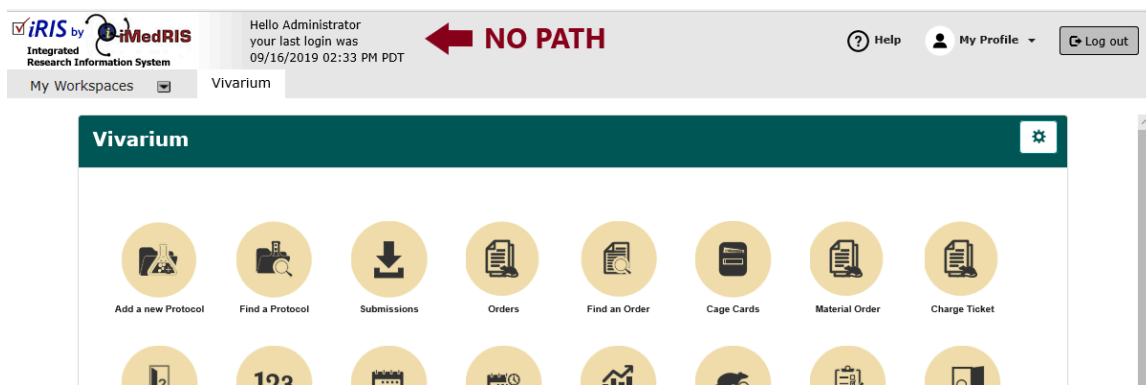 iRIS by iMedRIS
Integrated
Research Information System
Hello Administrator
your last login was
09/16/2019 02:33 PM PDT
NO PATH
? Help
My Profile
Log out
My Workspaces
Vivarium
Vivarium
Add a new Protocol
Find a Protocol
Submissions
Orders
Find an Order
Cage Cards
Material Order
Charge Ticket
?
123